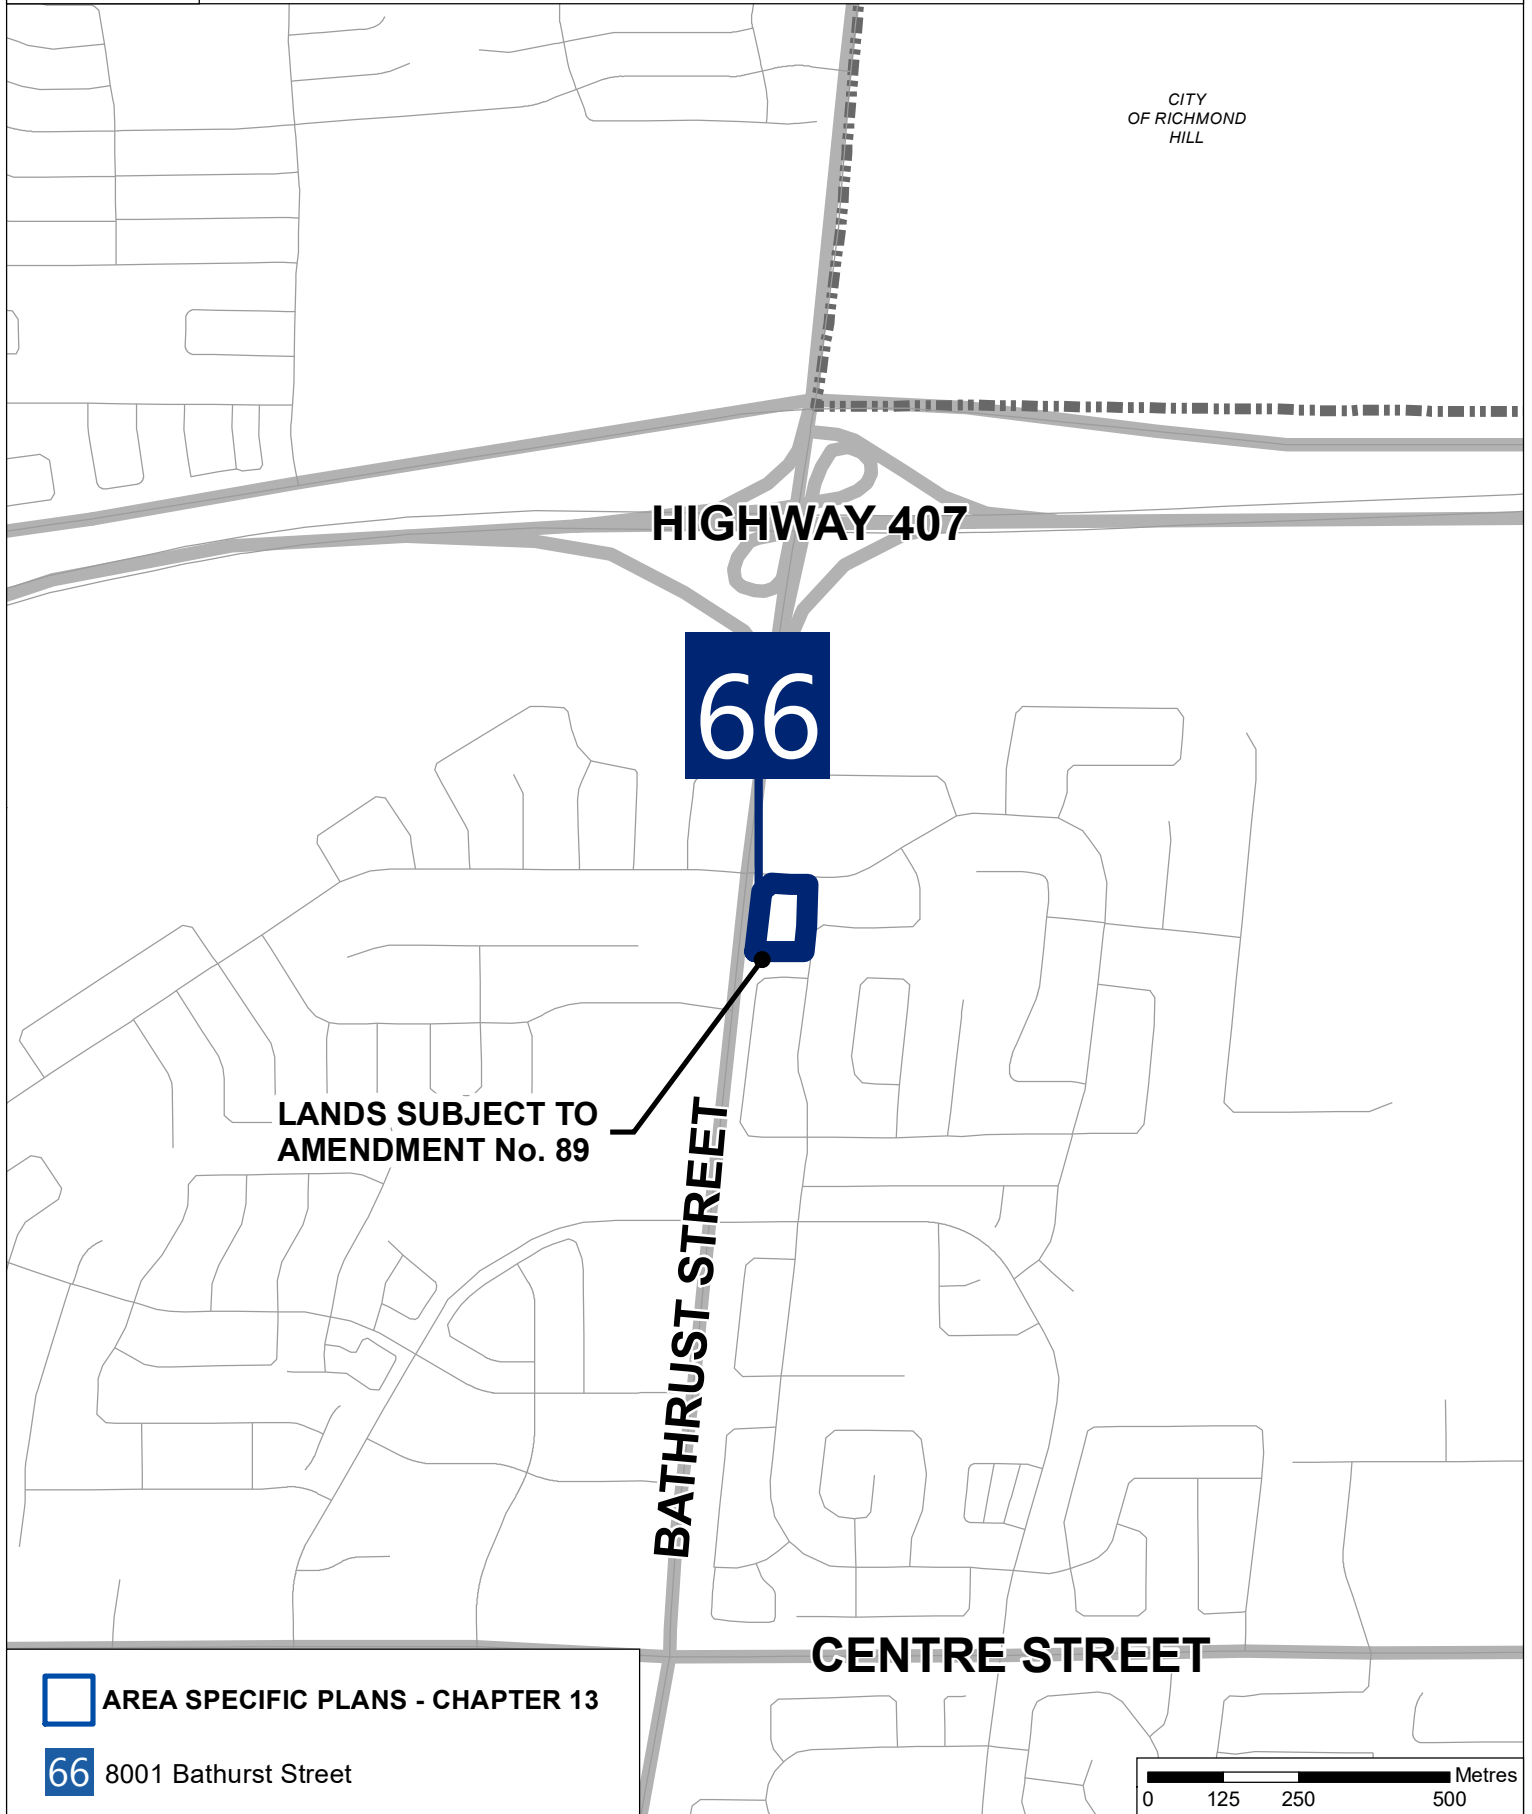 CITY
OF RICHMOND
HILL
HIGHWAY 407
66
LANDS SUBJECT TO
AMENDMENT No. 89
BATHRUST STREET
CENTRE STREET
AREA SPECIFIC PLANS - CHAPTER 13
66 8001 Bathurst Street
Metres
0 125 250 500